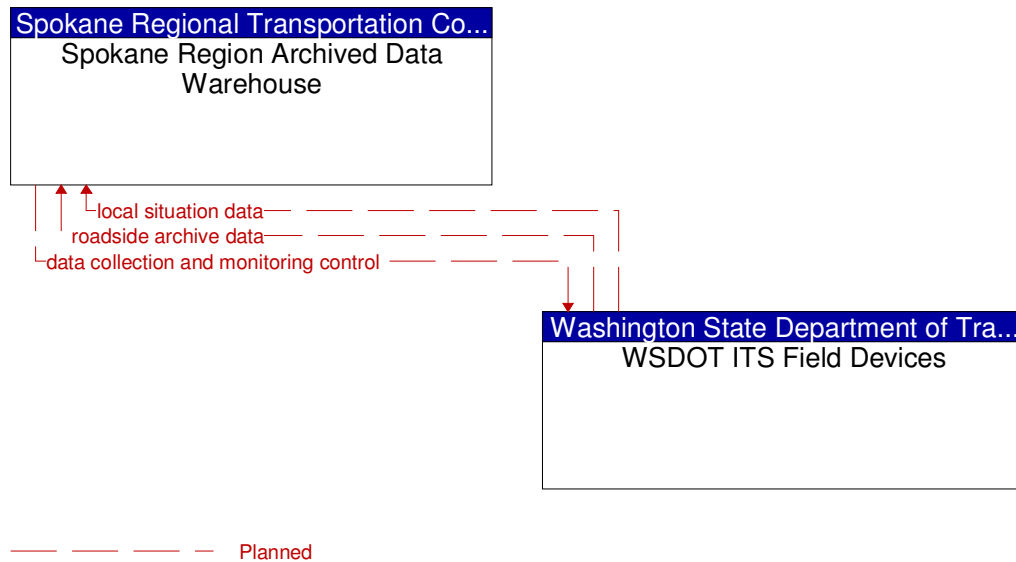 Spokane Regional Transportation Co...
Spokane Region Archived Data
Warehouse
local situation data
roadside archive data
data collection and monitoring control
Washington State Department of Tra...
WSDOT ITS Field Devices
Planned